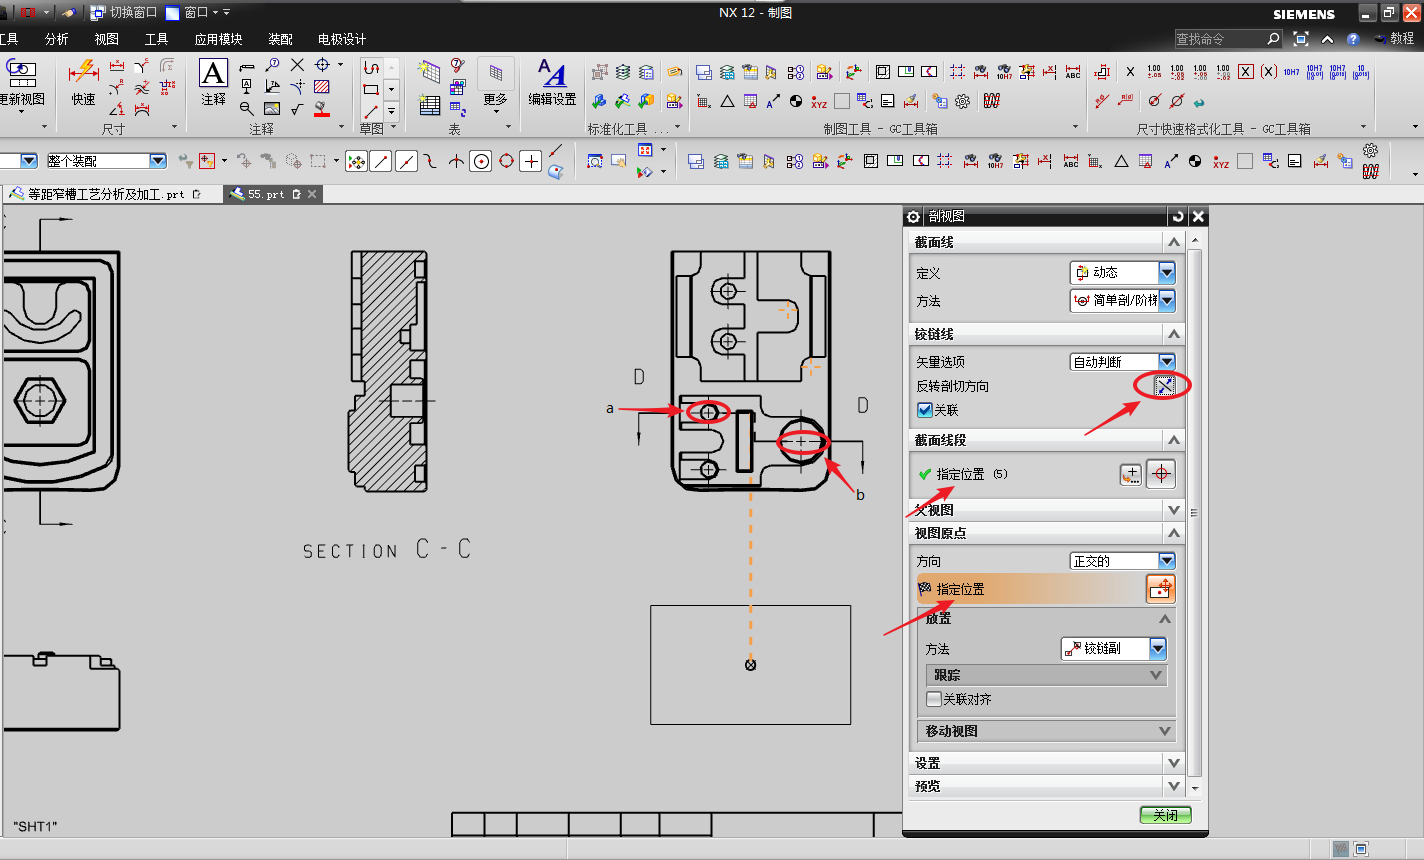 切换窗口 窗口
NX 12 - 制图
SIEMENS
工具 分析 视图 工具 应用模块 装配 电极设计
查找命令
教程
更新视图 快速 注释 更多 编辑设置
尺寸 注释 草图 表 标准化工具 ... 制图工具 - GC工具箱 尺寸快速格式化工具 - GC工具箱
整个装配
等距窄槽工艺分析及加工.prt 55.prt
剖视图
截面线
定义 动态
方法 简单剖/阶梯
铰链线
矢量选项 自动判断
反转剖切方向
关联
截面线段
指定位置 (5)
父视图
视图原点
方向 正交的
指定位置
放置
方法 铰链副
跟踪
关联对齐
移动视图
设置
预览
关闭
D
D
a
b
SECTION C - C
"SHT1"